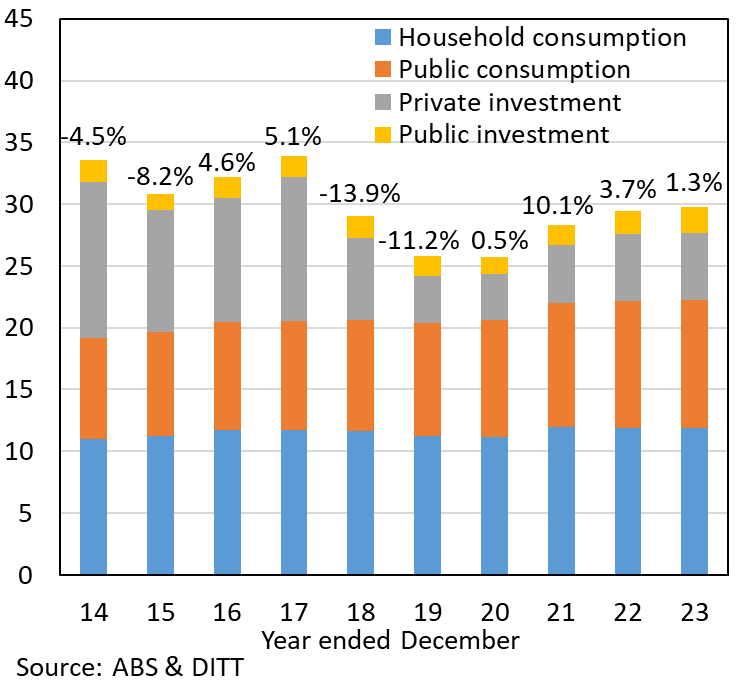 45
40
35
30
25
20
15
10
5
0
Household consumption
Public consumption
Private investment
Public investment
-4.5%
-8.2%
4.6%
5.1%
-13.9%
-11.2%
0.5%
10.1%
3.7%
1.3%
14 15 16 17 18 19 20 21 22 23
Year ended December
Source: ABS & DITT